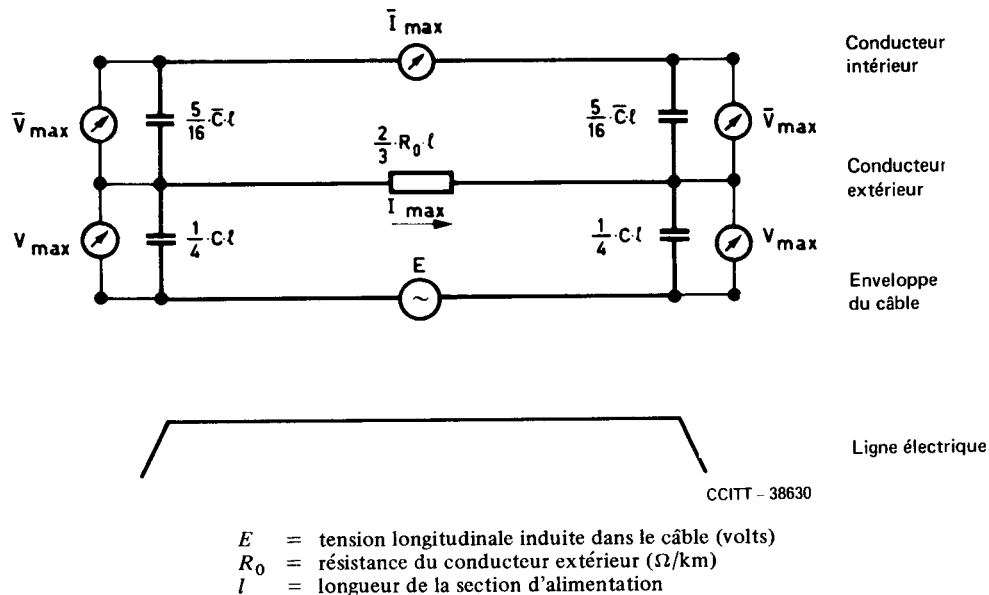 Ī max
Conducteur
intérieur
V̄ max
5/16 · C̄ · l
5/16 · C̄ · l
V̄ max
2/3 · R₀ · l
Conducteur
extérieur
I max
V max
1/4 · C · l
1/4 · C · l
V max
E
~
Enveloppe
du câble
Ligne électrique
CCITT – 38630
E = tension longitudinale induite dans le câble (volts)
R₀ = résistance du conducteur extérieur (Ω/km)
l = longueur de la section d'alimentation